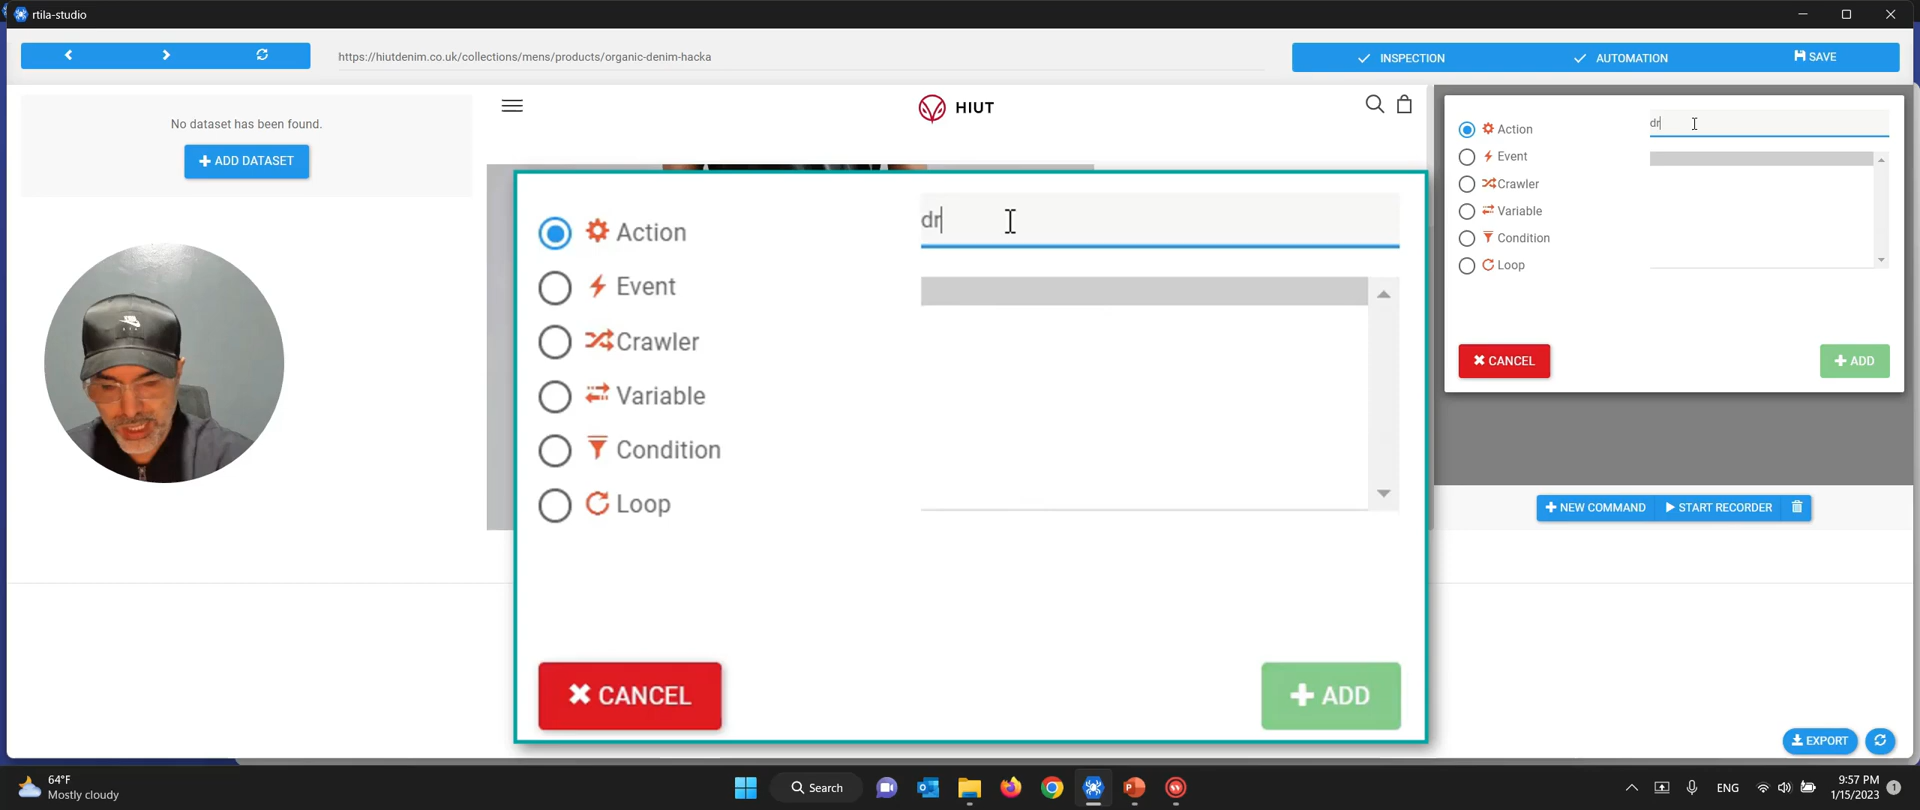 rtila-studio
https://hiutdenim.co.uk/collections/mens/products/organic-denim-hacka
INSPECTION
AUTOMATION
SAVE
No dataset has been found.
ADD DATASET
HIUT
dr
Action
Event
Crawler
Variable
Condition
Loop
CANCEL
ADD
dr
Action
Event
Crawler
Variable
Condition
Loop
CANCEL
ADD
NEW COMMAND
START RECORDER
EXPORT
64°F
Mostly cloudy
Search
ENG
9:57 PM
1/15/2023
1